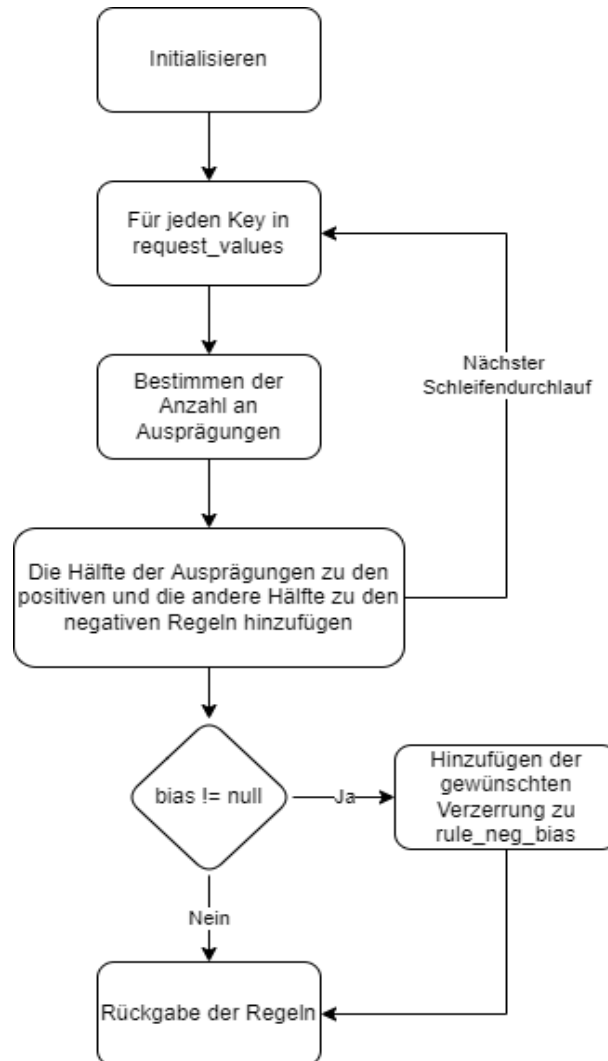 Initialisieren
Für jeden Key in
request_values
Nächster
Schleifendurchlauf
Bestimmen der
Anzahl an
Ausprägungen
Die Hälfte der Ausprägungen zu den
positiven und die andere Hälfte zu den
negativen Regeln hinzufügen
bias != null
Ja
Hinzufügen der
gewünschten
Verzerrung zu
rule_neg_bias
Nein
Rückgabe der Regeln